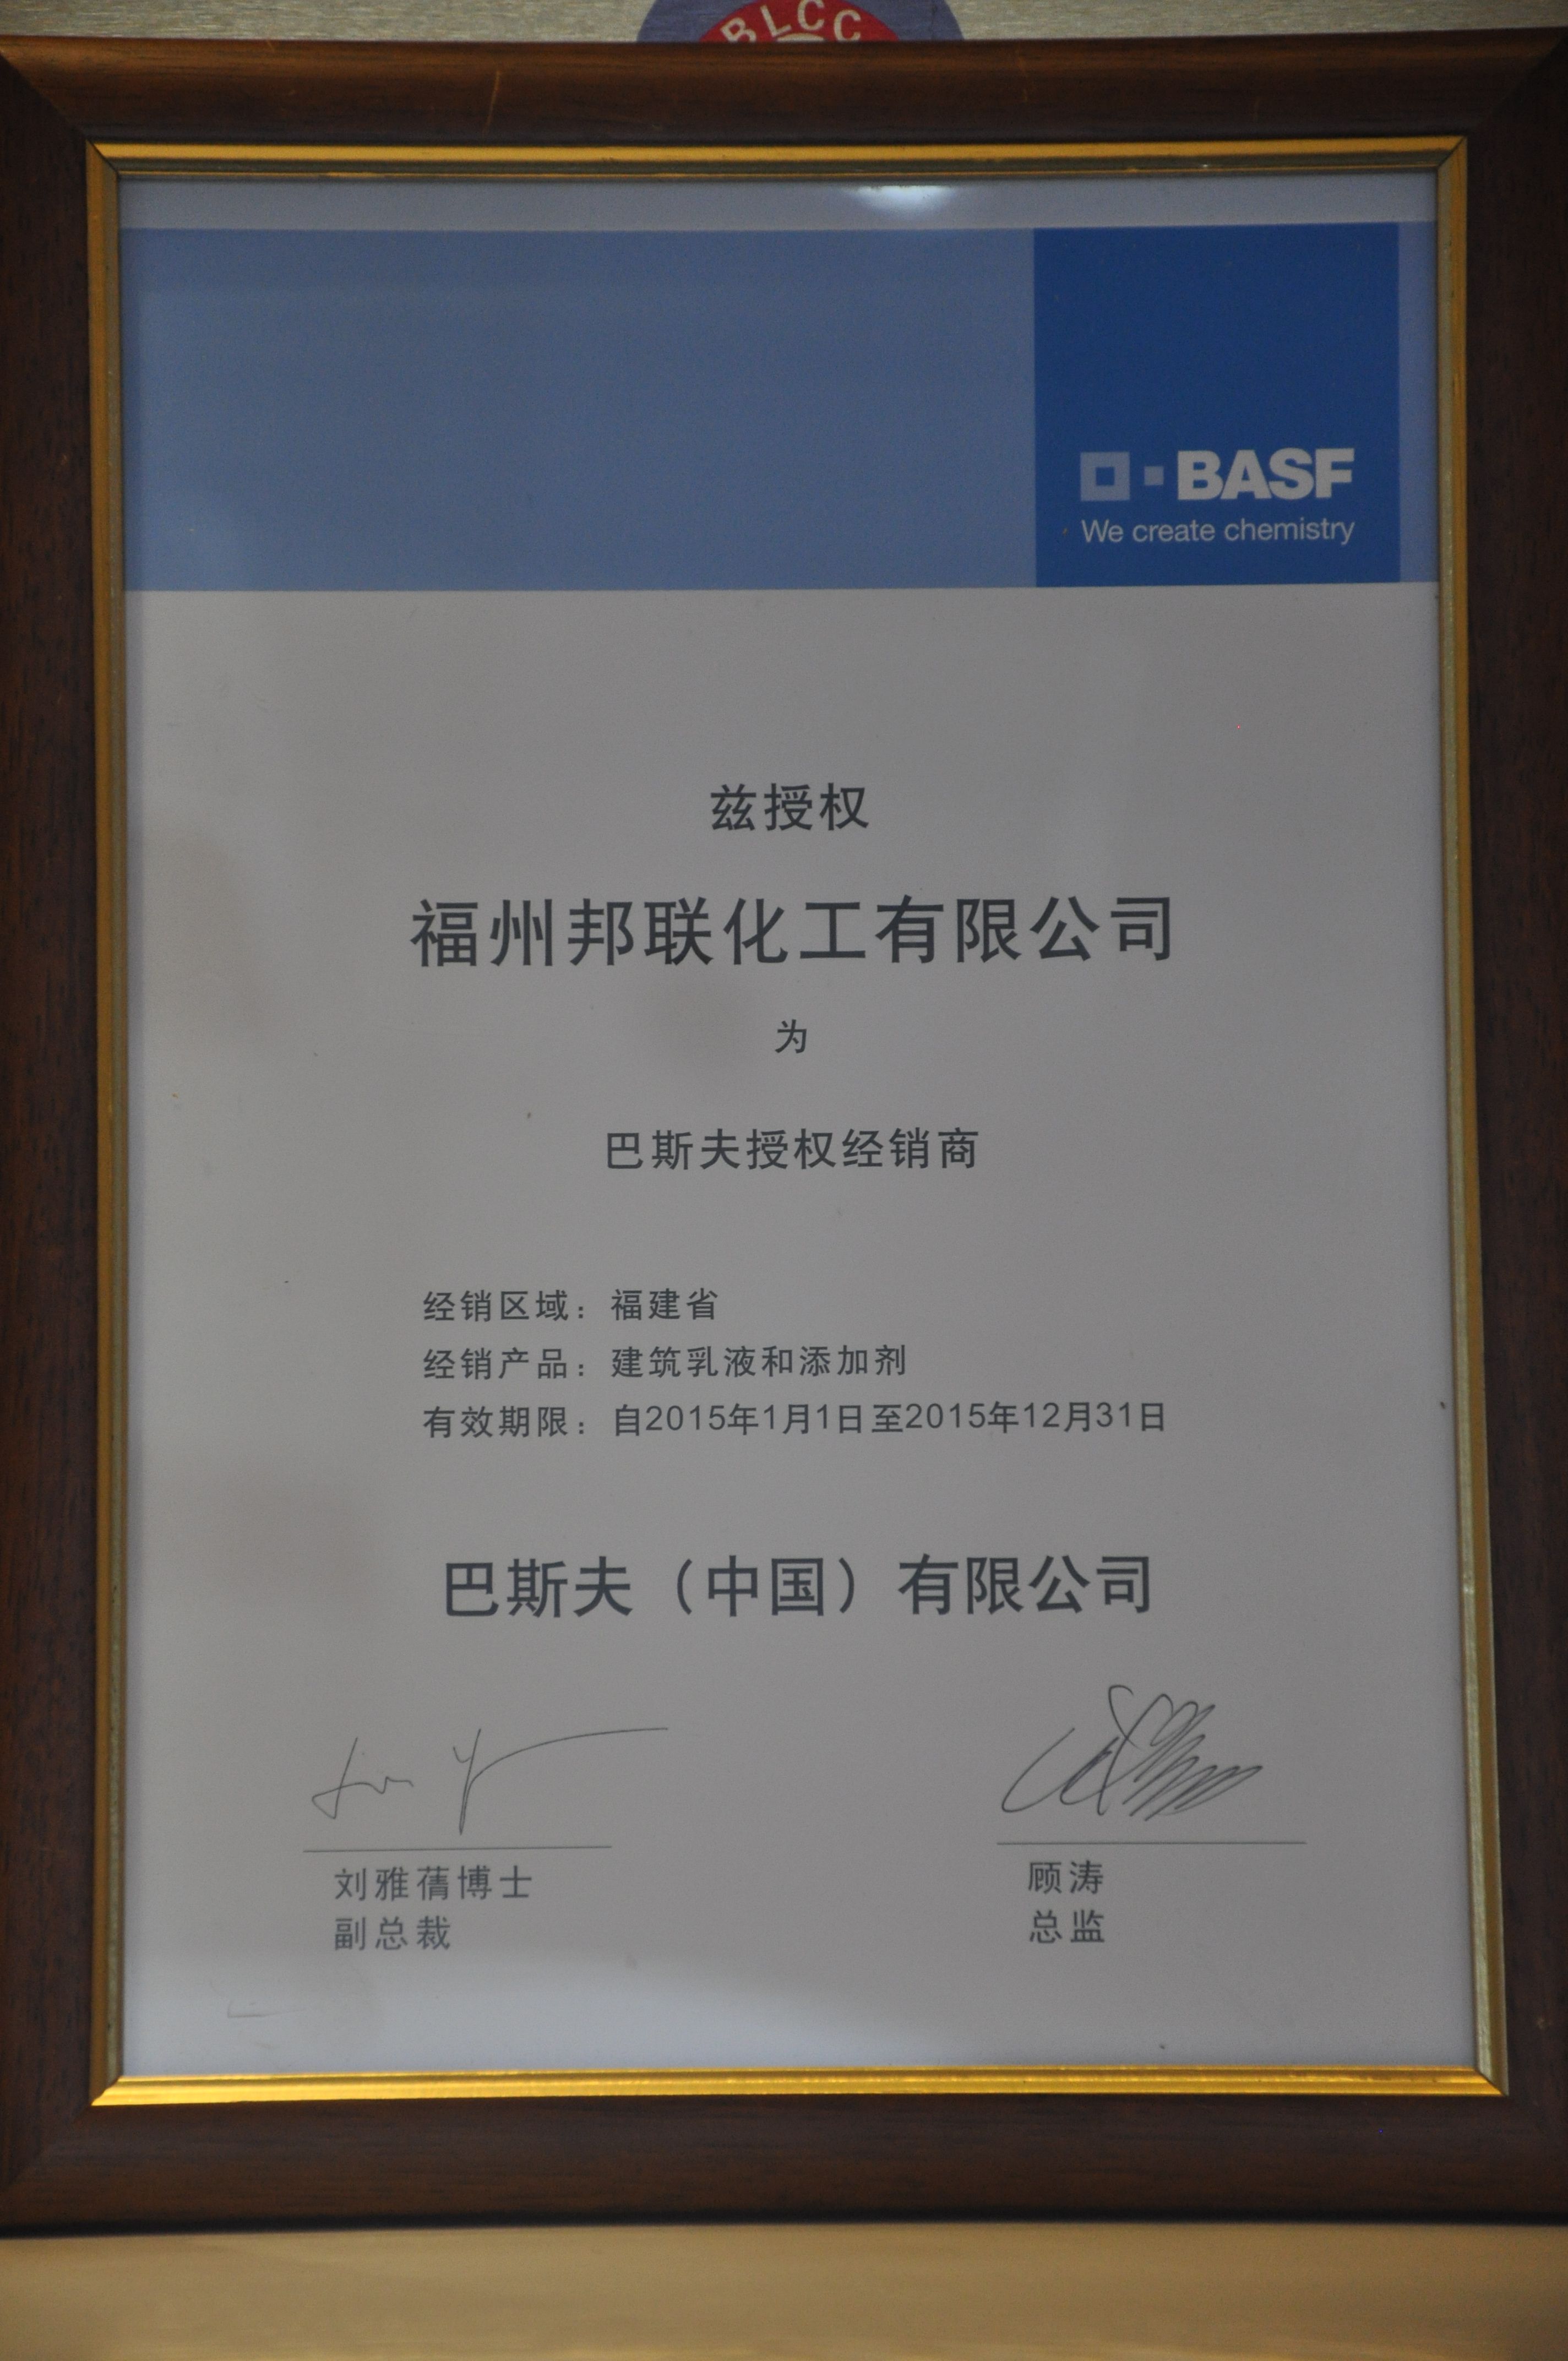 BLCC
BASF
We create chemistry
兹授权
福州邦联化工有限公司
为
巴斯夫授权经销商
经销区域：福建省
经销产品：建筑乳液和添加剂
有效期限：自2015年1月1日至2015年12月31日
巴斯夫（中国）有限公司
刘雅蒨博士
副总裁
顾涛
总监